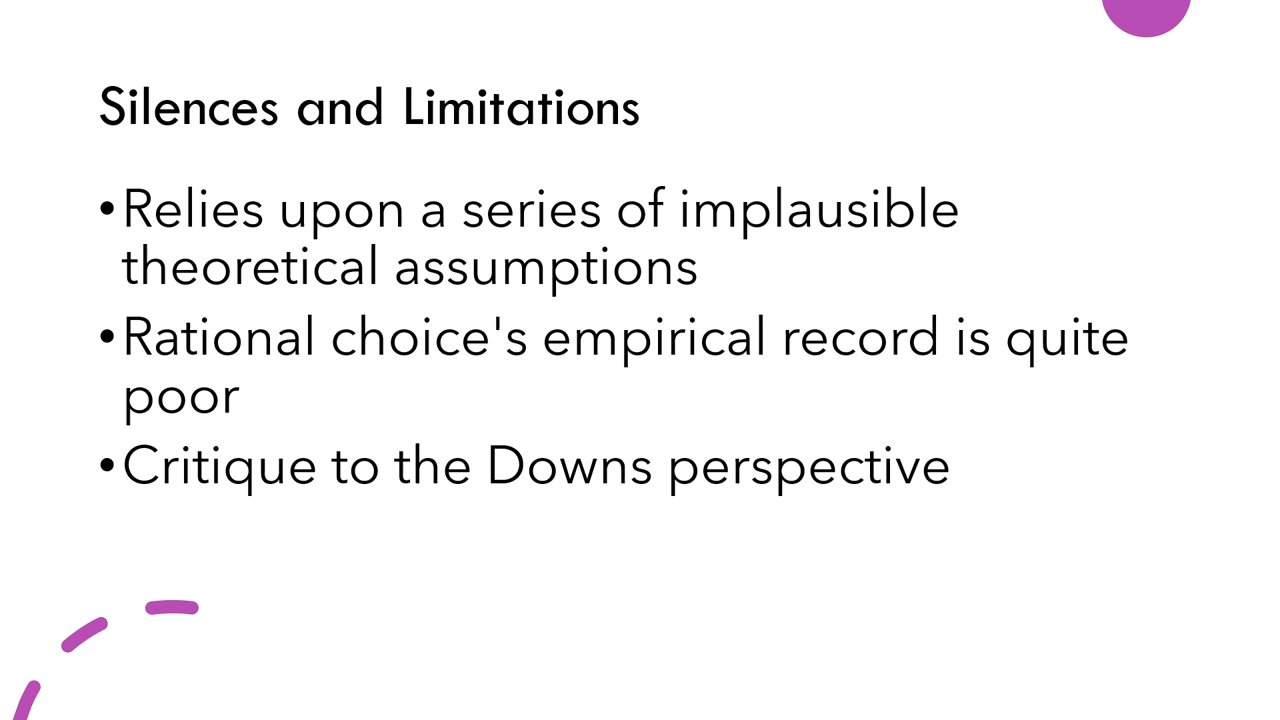 Silences and Limitations
•Relies upon a series of implausible
theoretical assumptions
•Rational choice's empirical record is quite
poor
•Critique to the Downs perspective